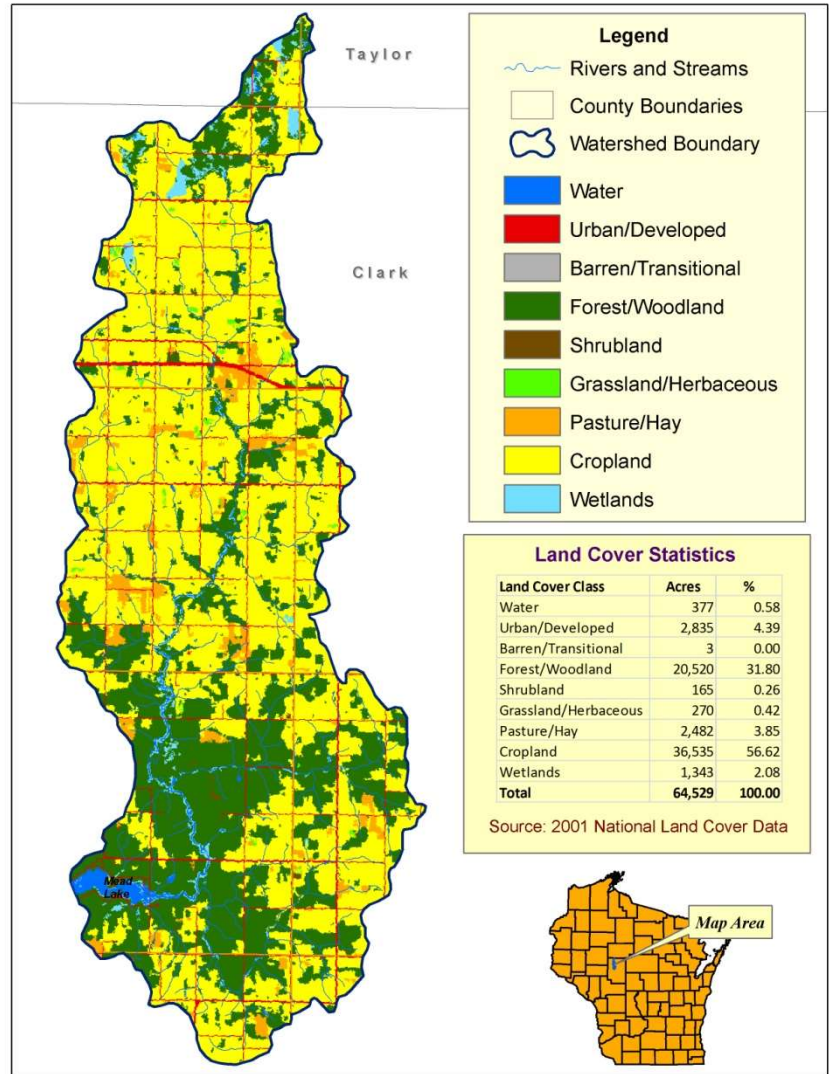 Taylor
Clark
Mead
Lake
Legend
Rivers and Streams
County Boundaries
Watershed Boundary
Water
Urban/Developed
Barren/Transitional
Forest/Woodland
Shrubland
Grassland/Herbaceous
Pasture/Hay
Cropland
Wetlands
Land Cover Statistics
Land Cover Class Acres %
Water 377 0.58
Urban/Developed 2,835 4.39
Barren/Transitional 3 0.00
Forest/Woodland 20,520 31.80
Shrubland 165 0.26
Grassland/Herbaceous 270 0.42
Pasture/Hay 2,482 3.85
Cropland 36,535 56.62
Wetlands 1,343 2.08
Total 64,529 100.00
Source: 2001 National Land Cover Data
Map Area